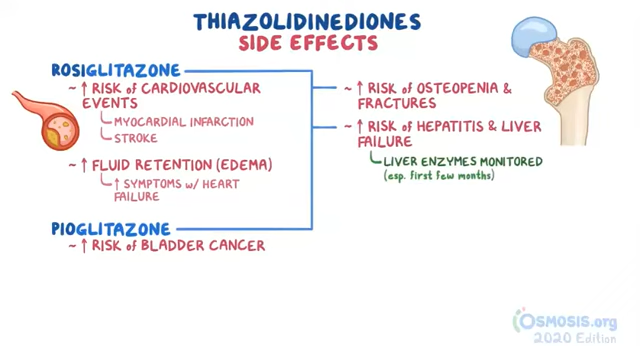 THIAZOLIDINEDIONES
SIDE EFFECTS
ROSIGLITAZONE
~ ↑ RISK of CARDIOVASCULAR
EVENTS
MYOCARDIAL INFARCTION
STROKE
~ ↑ FLUID RETENTION (EDEMA)
↑ SYMPTOMS w/ HEART
FAILURE
PIOGLITAZONE
~ ↑ RISK of BLADDER CANCER
~ ↑ RISK of OSTEOPENIA &
FRACTURES
~ ↑ RISK of HEPATITIS & LIVER
FAILURE
LIVER ENZYMES MONITORED
(esp. first few months)
OSMOSIS.org
2020 Edition